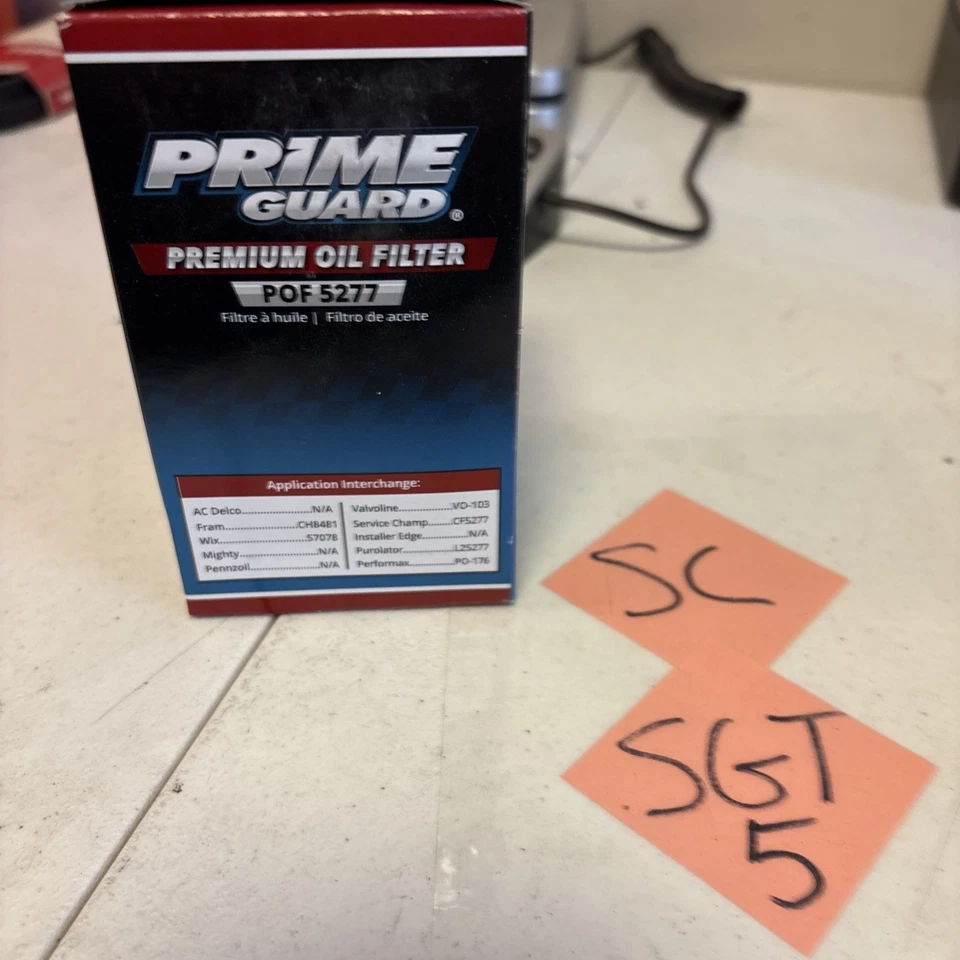 PRIME
GUARD®
PREMIUM OIL FILTER
POF 5277
Filtre à huile | Filtro de aceite
Application Interchange:
AC Delco....................N/A
Fram....................CH8481
Wix....................57078
Mighty....................N/A
Pennzoil....................N/A
Valvoline....................VO-103
Service Champ....................CF5277
Installer Edge....................N/A
Purolator....................L25277
Performax....................PO-176
SC
SGT
5